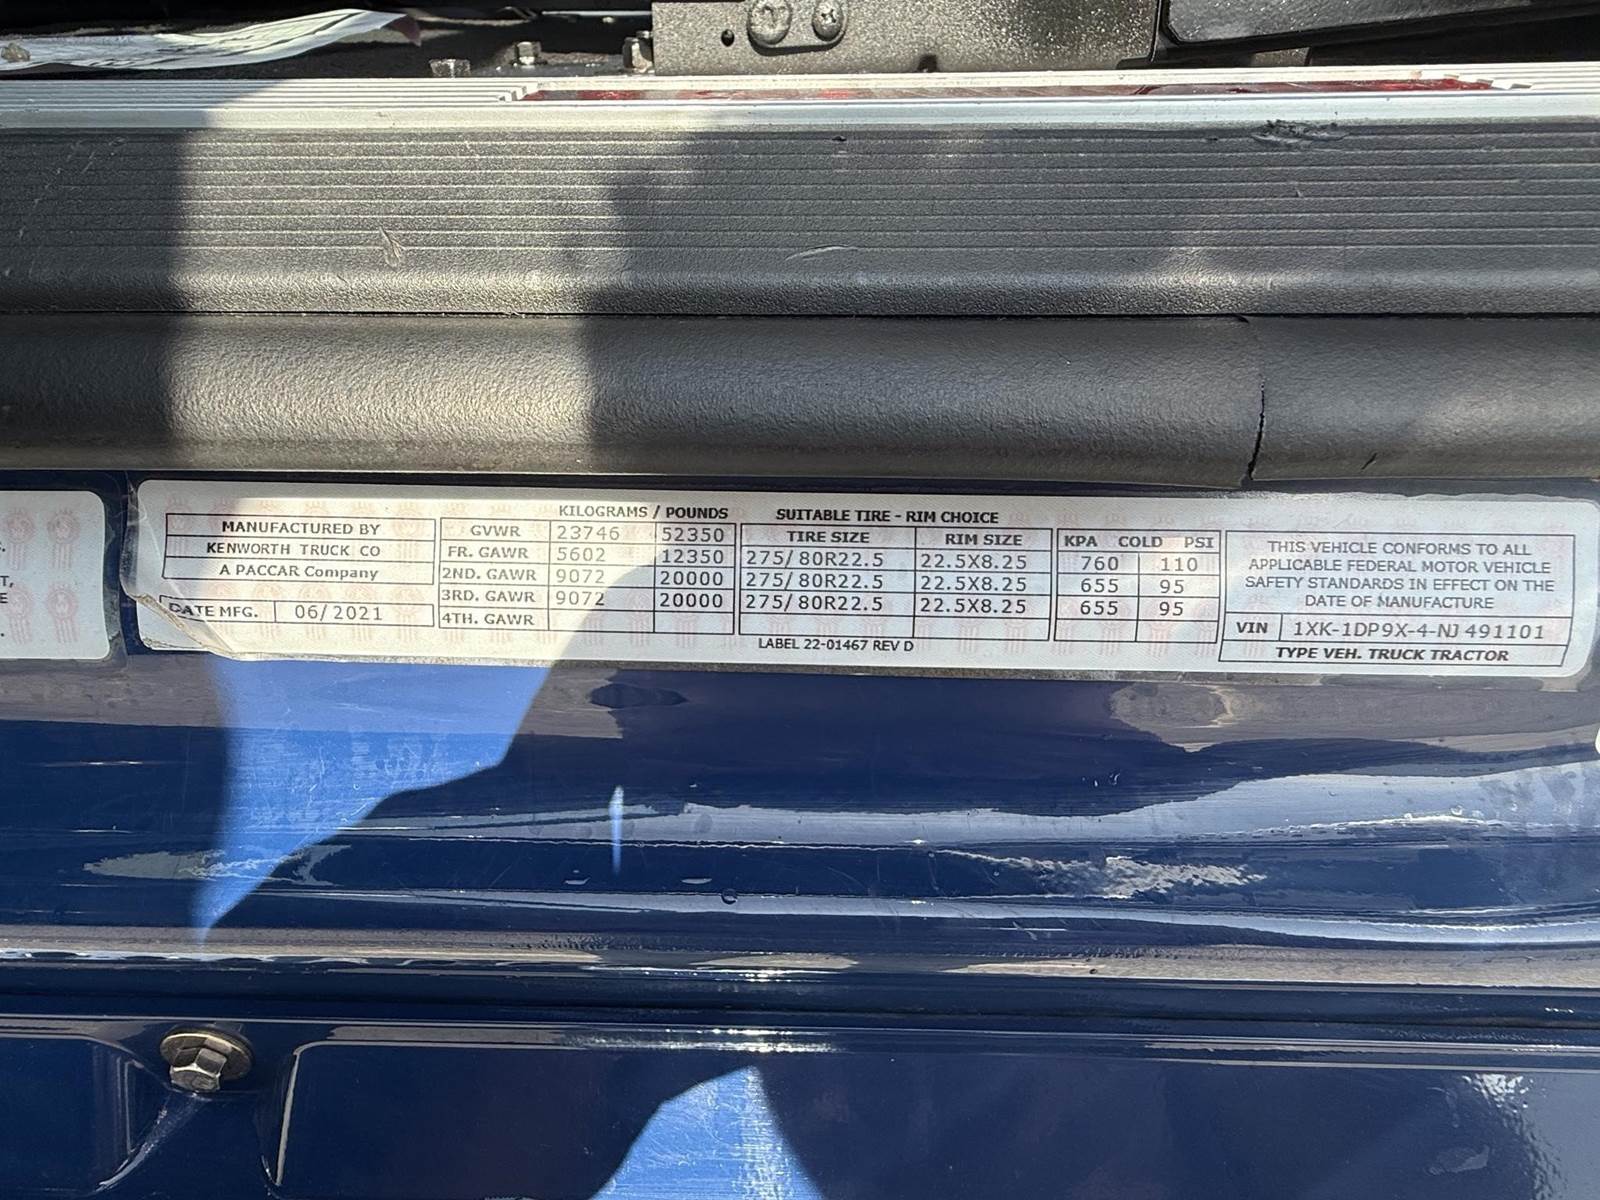 KILOGRAMS / POUNDS
SUITABLE TIRE - RIM CHOICE
MANUFACTURED BY
KENWORTH TRUCK CO
A PACCAR Company
DATE MFG. 06/2021
GVWR 23746 52350
FR. GAWR 5602 12350
2ND. GAWR 9072 20000
3RD. GAWR 9072 20000
4TH. GAWR
TIRE SIZE RIM SIZE
275/80R22.5 22.5X8.25
275/80R22.5 22.5X8.25
275/80R22.5 22.5X8.25
KPA COLD PSI
760 110
655 95
655 95
LABEL 22-01467 REV D
THIS VEHICLE CONFORMS TO ALL
APPLICABLE FEDERAL MOTOR VEHICLE
SAFETY STANDARDS IN EFFECT ON THE
DATE OF MANUFACTURE
VIN 1XK-1DP9X-4-NJ491101
TYPE VEH. TRUCK TRACTOR